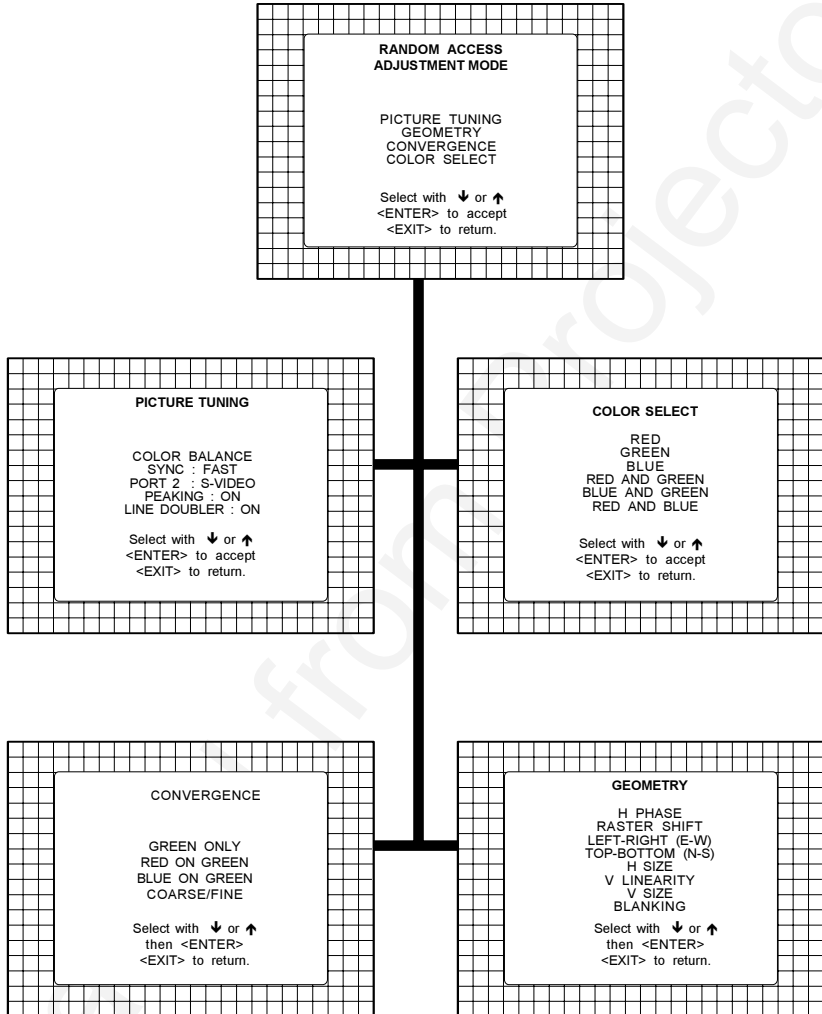 RANDOM ACCESS
ADJUSTMENT MODE
PICTURE TUNING
GEOMETRY
CONVERGENCE
COLOR SELECT
Select with ↓ or ↑
<ENTER> to accept
<EXIT> to return.
PICTURE TUNING
COLOR BALANCE
SYNC : FAST
PORT 2 : S-VIDEO
PEAKING : ON
LINE DOUBLER : ON
Select with ↓ or ↑
<ENTER> to accept
<EXIT> to return.
COLOR SELECT
RED
GREEN
BLUE
RED AND GREEN
BLUE AND GREEN
RED AND BLUE
Select with ↓ or ↑
<ENTER> to accept
<EXIT> to return.
CONVERGENCE
GREEN ONLY
RED ON GREEN
BLUE ON GREEN
COARSE/FINE
Select with ↓ or ↑
then <ENTER>
<EXIT> to return.
GEOMETRY
H PHASE
RASTER SHIFT
LEFT-RIGHT (E-W)
TOP-BOTTOM (N-S)
H SIZE
V LINEARITY
V SIZE
BLANKING
Select with ↓ or ↑
then <ENTER>
<EXIT> to return.
from projecto